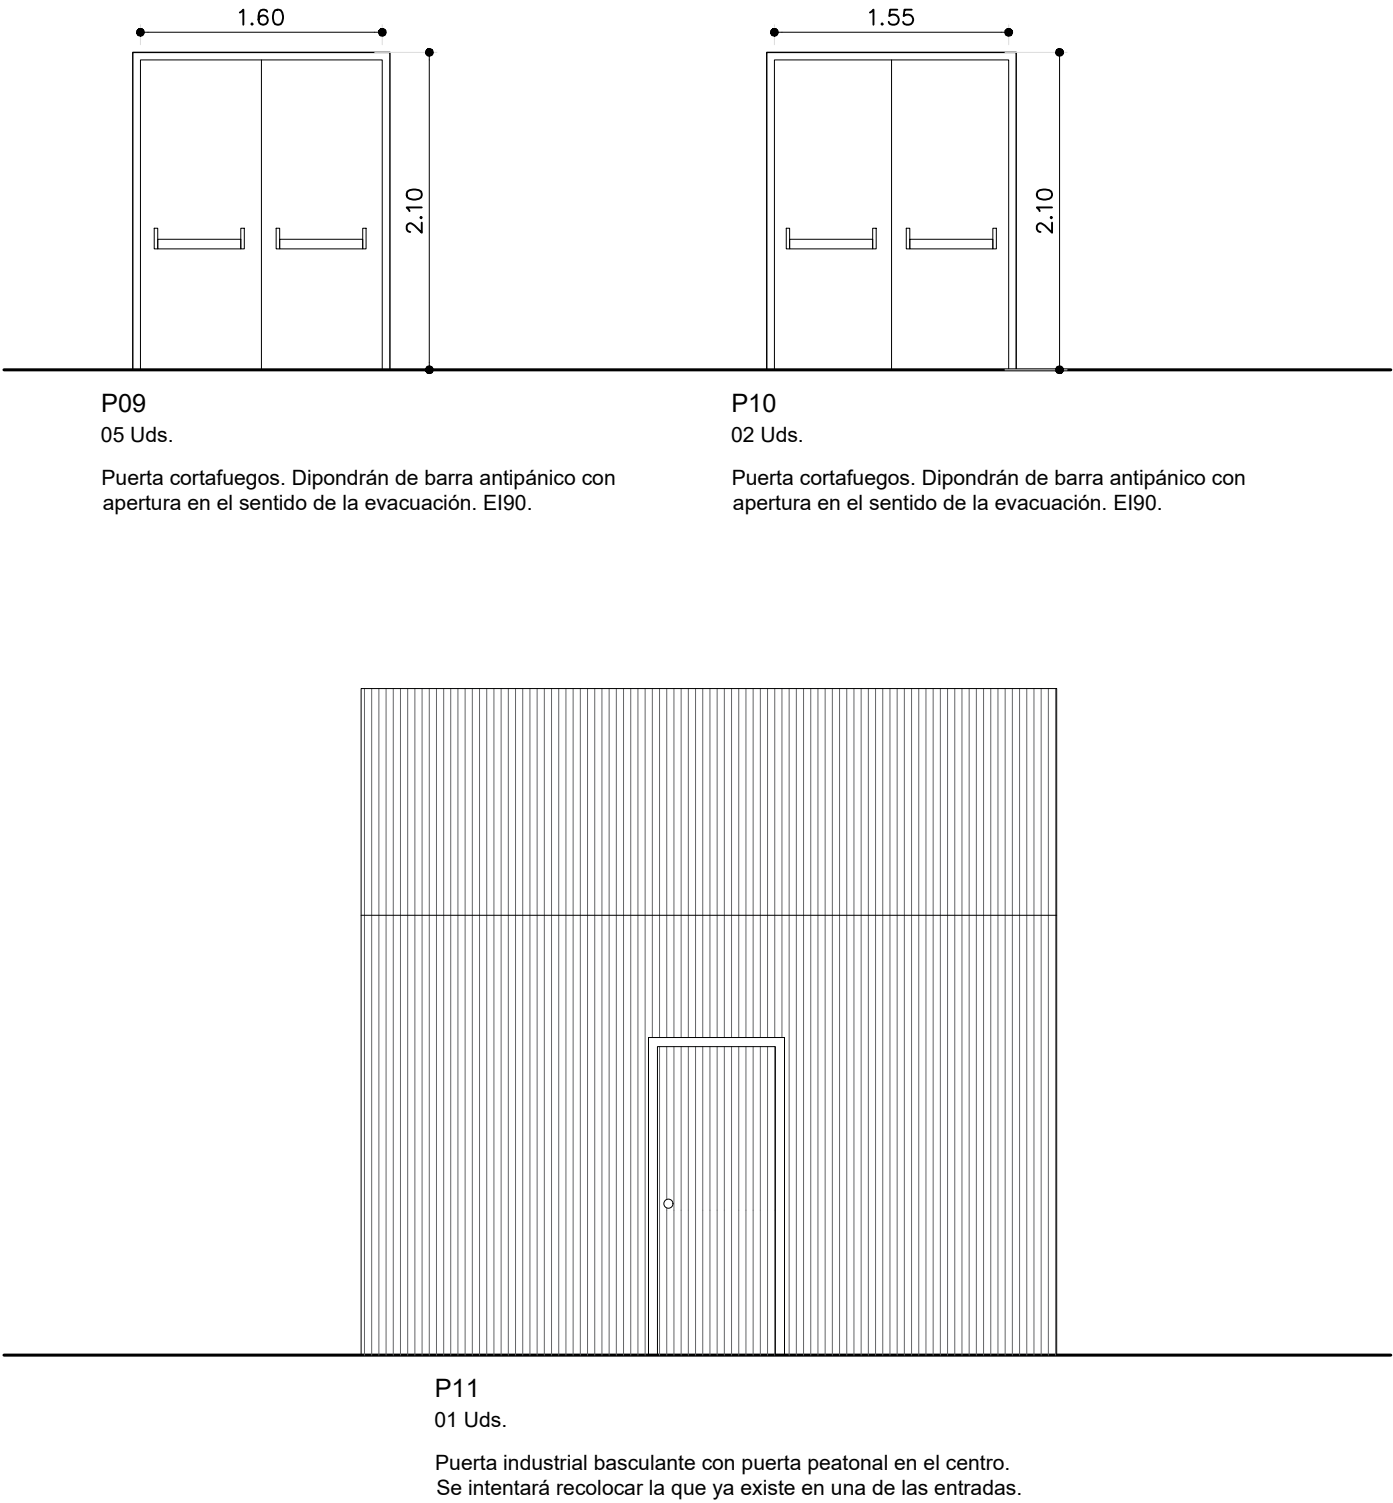 1.60
2.10
P09
05 Uds.
Puerta cortafuegos. Dipondrán de barra antipánico con
apertura en el sentido de la evacuación. EI90.
1.55
2.10
P10
02 Uds.
Puerta cortafuegos. Dipondrán de barra antipánico con
apertura en el sentido de la evacuación. EI90.
P11
01 Uds.
Puerta industrial basculante con puerta peatonal en el centro.
Se intentará recolocar la que ya existe en una de las entradas.